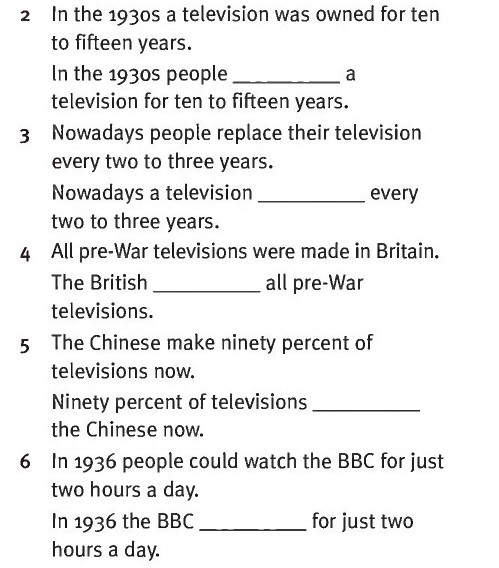 2 In the 1930s a television was owned for ten
to fifteen years.
In the 1930s people __________ a
television for ten to fifteen years.
3 Nowadays people replace their television
every two to three years.
Nowadays a television __________ every
two to three years.
4 All pre-War televisions were made in Britain.
The British __________ all pre-War
televisions.
5 The Chinese make ninety percent of
televisions now.
Ninety percent of televisions __________
the Chinese now.
6 In 1936 people could watch the BBC for just
two hours a day.
In 1936 the BBC __________ for just two
hours a day.